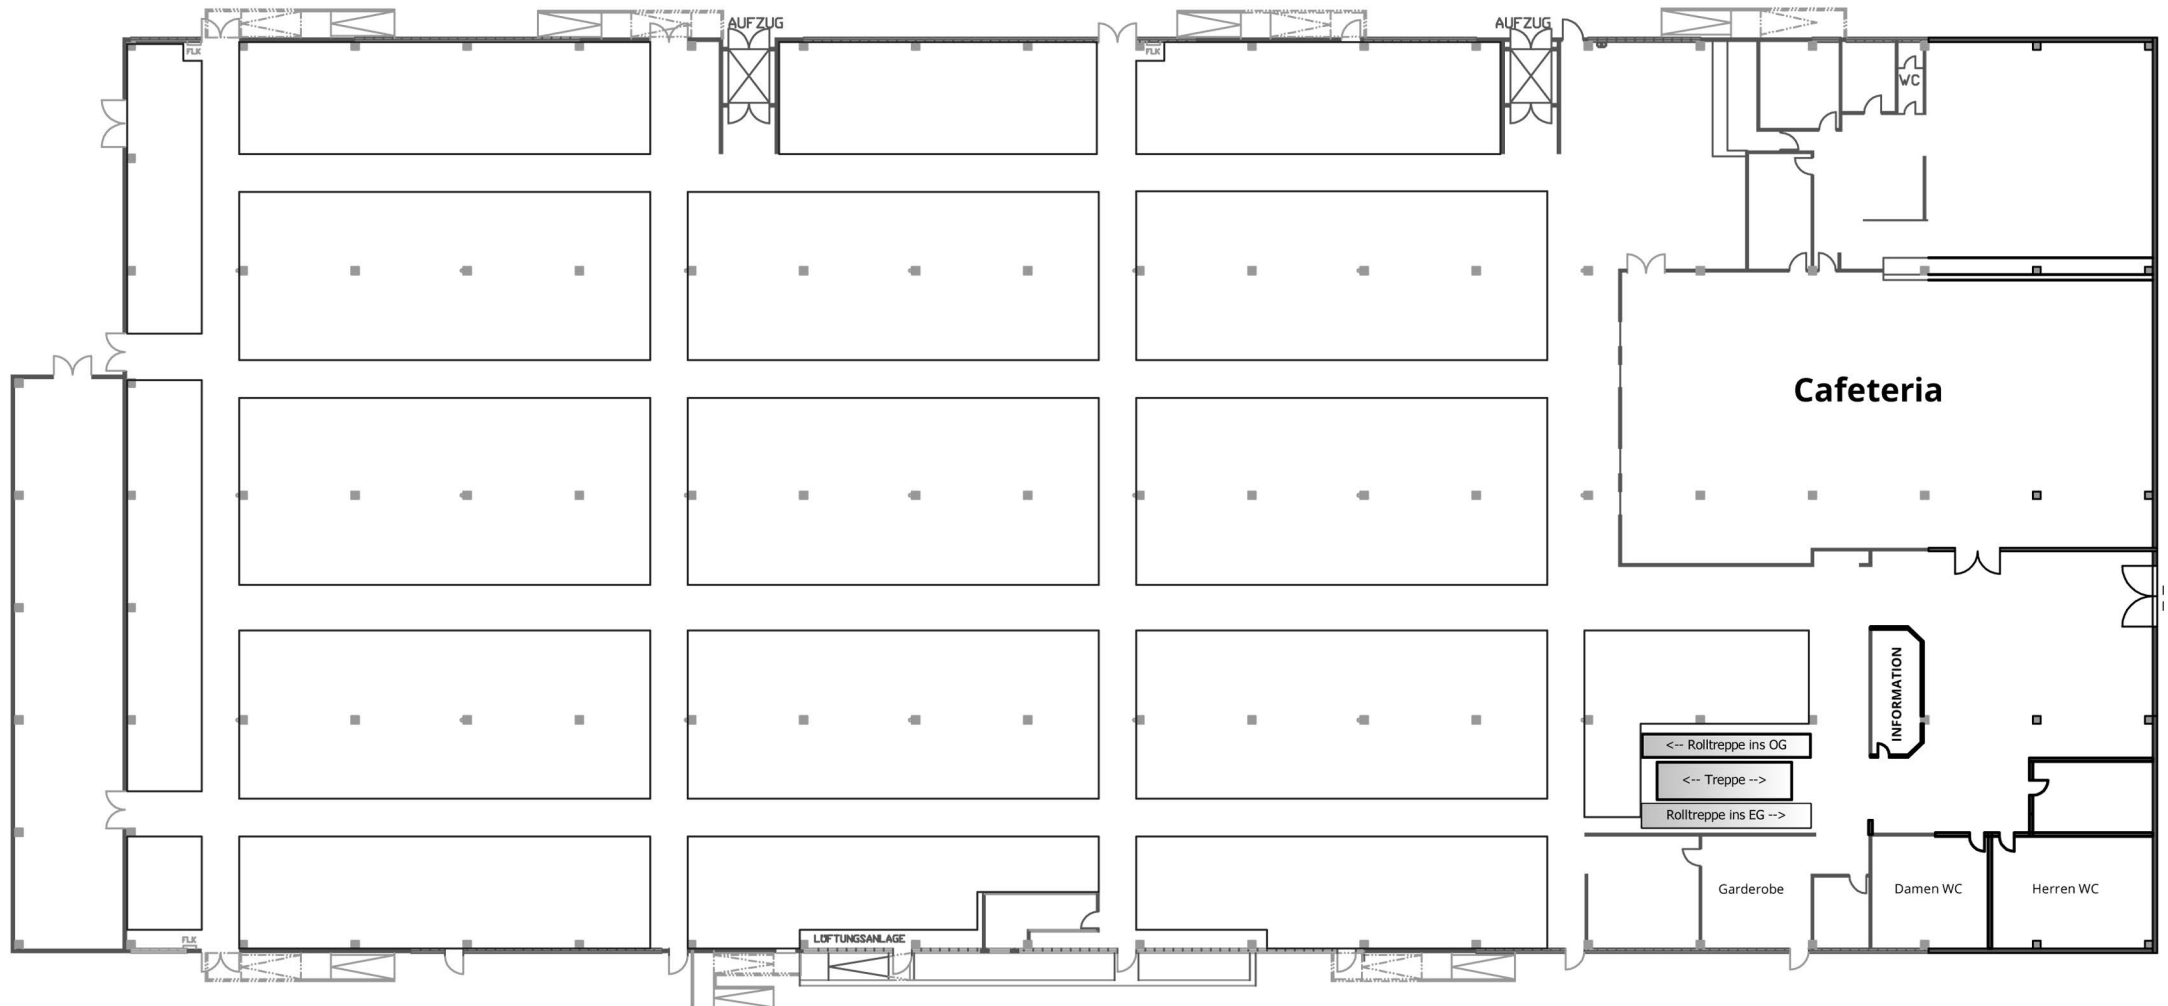 AUFZUG
AUFZUG
FLK
FLK
WC
Cafeteria
INFORMATION
<-- Rolltreppe ins OG
<-- Treppe -->
Rolltreppe ins EG -->
Garderobe
Damen WC
Herren WC
LÜFTUNGSANLAGE
FLK